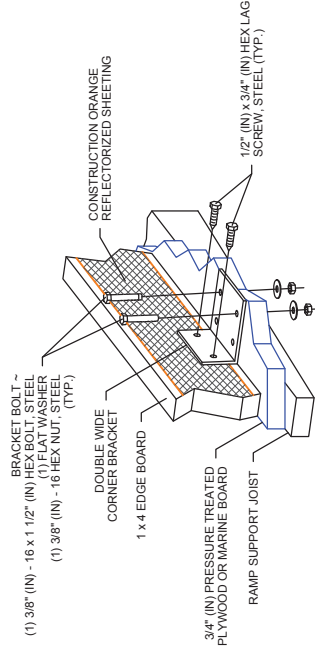 BRACKET BOLT ~
(1) 3/8" (IN) - 16 x 1 1/2" (IN) HEX BOLT, STEEL
(1) FLAT WASHER
(1) 3/8" (IN) - 16 HEX NUT, STEEL
(TYP.)
DOUBLE WIDE
CORNER BRACKET
1 x 4 EDGE BOARD
3/4" (IN) PRESSURE TREATED
PLYWOOD OR MARINE BOARD
RAMP SUPPORT JOIST
CONSTRUCTION ORANGE
REFLECTORIZED SHEETING
1/2" (IN) x 3/4" (IN) HEX LAG
SCREW, STEEL (TYP.)